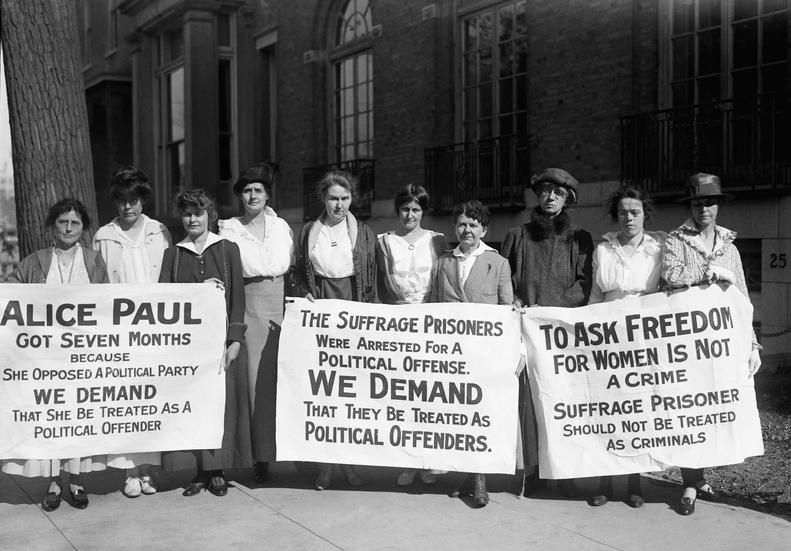 ALICE PAUL
GOT SEVEN MONTHS
BECAUSE
SHE OPPOSED A POLITICAL PARTY
WE DEMAND
THAT SHE BE TREATED AS A
POLITICAL OFFENDER
THE SUFFRAGE PRISONERS
WERE ARRESTED FOR A
POLITICAL OFFENSE.
WE DEMAND
THAT THEY BE TREATED AS
POLITICAL OFFENDERS.
TO ASK FREEDOM
FOR WOMEN IS NOT
A CRIME
SUFFRAGE PRISONER
SHOULD NOT BE TREATED
AS CRIMINALS
25